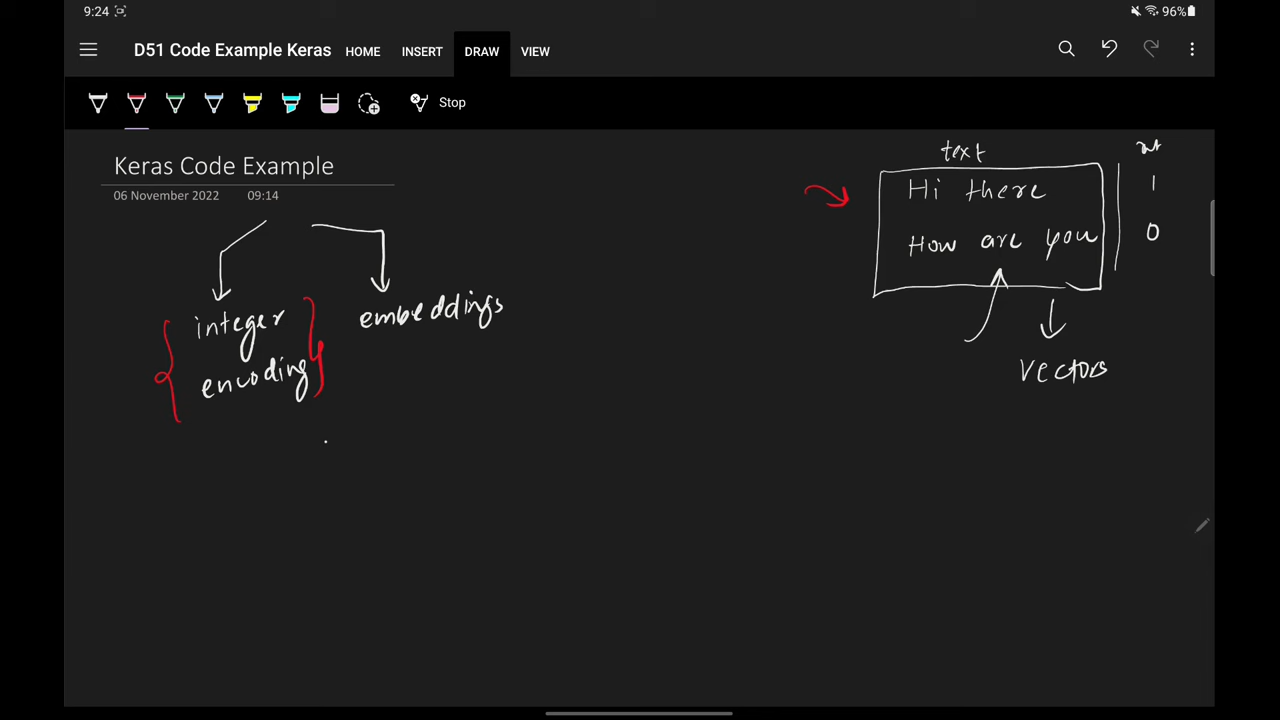 9:24
96%
D51 Code Example Keras HOME INSERT DRAW VIEW
Stop
Keras Code Example
06 November 2022 09:14
integer
encoding
embeddings
text
Hi there 1
How are you 0
vectors